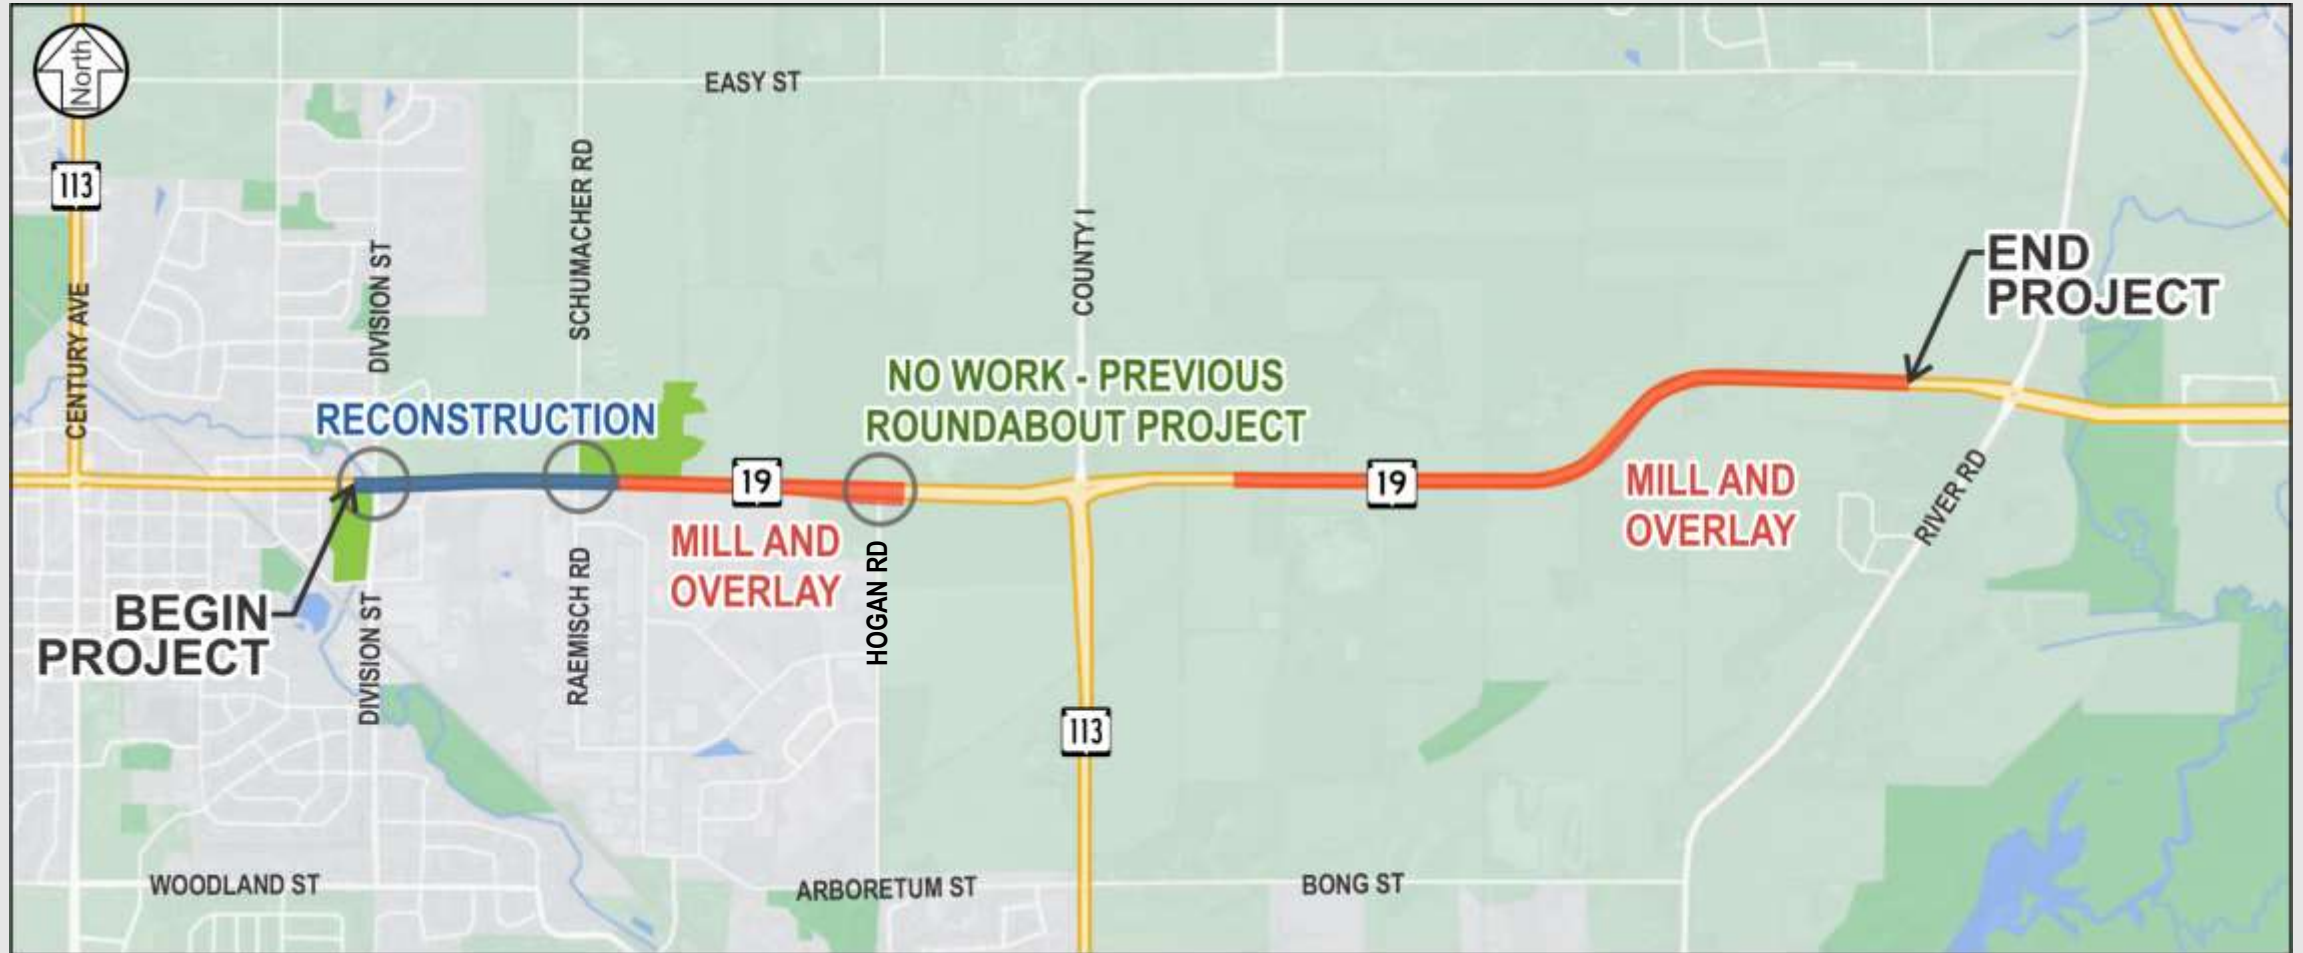 North
EASY ST
113
CENTURY AVE
DIVISION ST
SCHUMACHER RD
COUNTY I
END
PROJECT
RECONSTRUCTION
NO WORK - PREVIOUS
ROUNDABOUT PROJECT
19
19
MILL AND
OVERLAY
MILL AND
OVERLAY
BEGIN
PROJECT
DIVISION ST
RAEMISCH RD
HOGAN RD
RIVER RD
113
WOODLAND ST
ARBORETUM ST
BONG ST